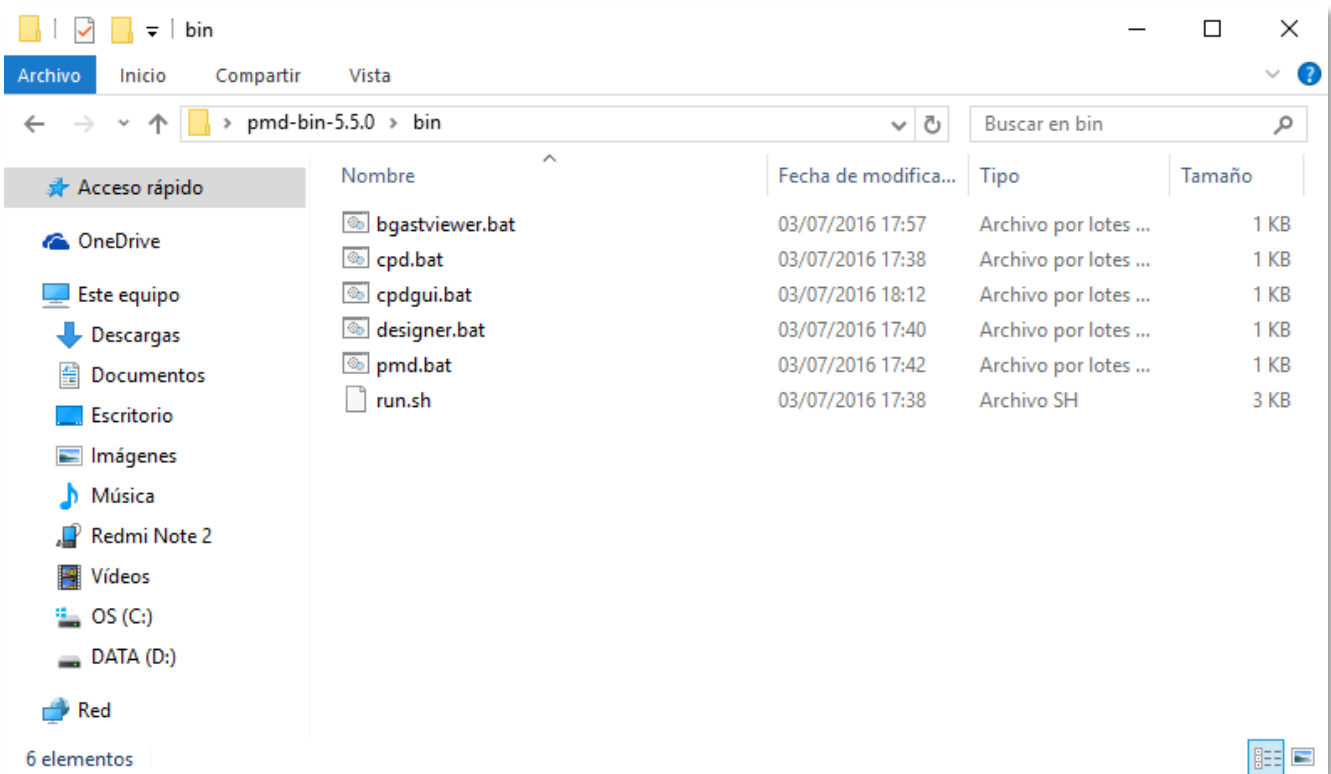 bin
Archivo Inicio Compartir Vista
pmd-bin-5.5.0 > bin
Buscar en bin
Acceso rápido
OneDrive
Este equipo
Descargas
Documentos
Escritorio
Imágenes
Música
Redmi Note 2
Vídeos
OS (C:)
DATA (D:)
Red
Nombre Fecha de modifica... Tipo Tamaño
bgastviewer.bat 03/07/2016 17:57 Archivo por lotes ... 1 KB
cpd.bat 03/07/2016 17:38 Archivo por lotes ... 1 KB
cpdgui.bat 03/07/2016 18:12 Archivo por lotes ... 1 KB
designer.bat 03/07/2016 17:40 Archivo por lotes ... 1 KB
pmd.bat 03/07/2016 17:42 Archivo por lotes ... 1 KB
run.sh 03/07/2016 17:38 Archivo SH 3 KB
6 elementos